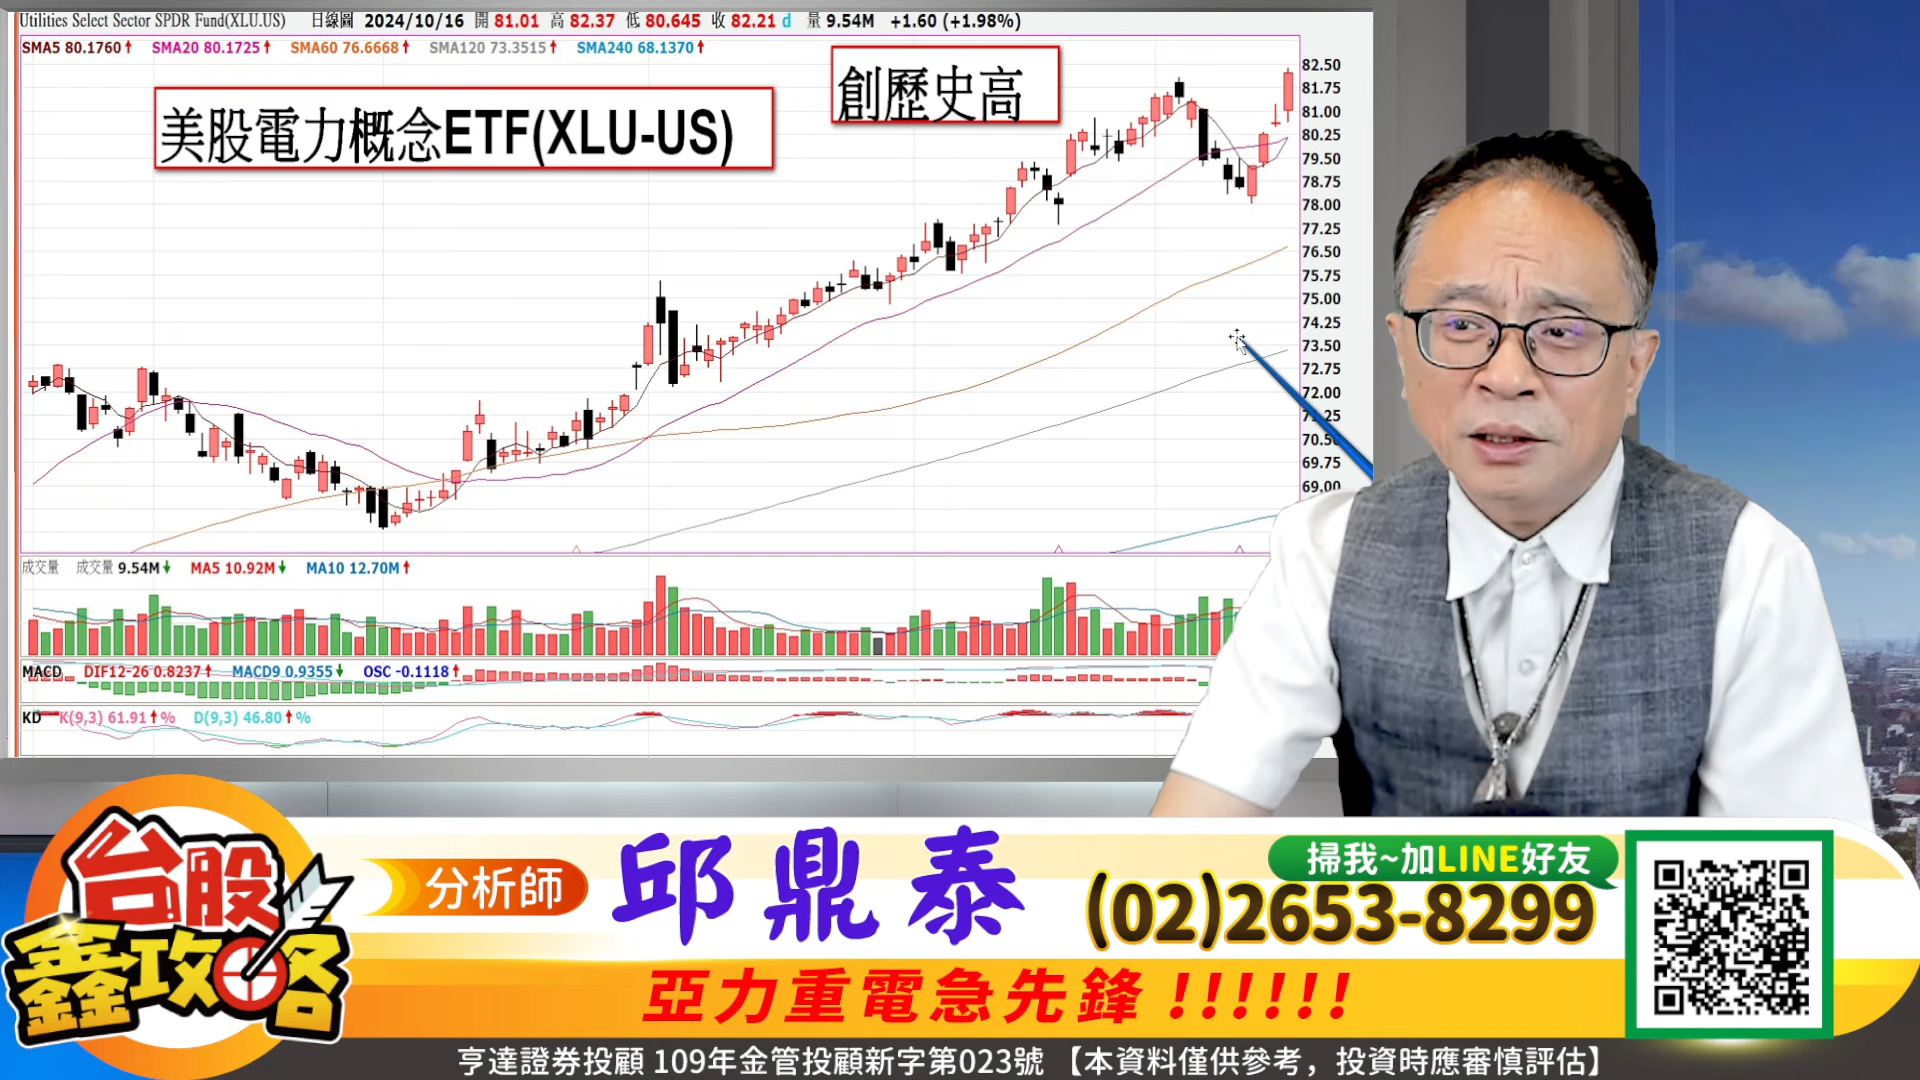 Utilities Select Sector SPDR Fund(XLU.US) 日線圖 2024/10/16 開 81.01 高 82.37 低 80.645 收 82.21 d 量 9.54M +1.60 (+1.98%)
SMA5 80.1760↑ SMA20 80.1725↑ SMA60 76.6668↑ SMA120 73.3515↑ SMA240 68.1370↑
創歷史高
美股電力概念ETF(XLU-US)
82.50
81.75
81.00
80.25
79.50
78.75
78.00
77.25
76.50
75.75
75.00
74.25
73.50
72.75
72.00
71.25
70.50
69.75
69.00
成交量 成交量 9.54M↓ MA5 10.92M↓ MA10 12.70M↑
MACD DIF12-26 0.8237↑ MACD9 0.9355↓ OSC -0.1118↑
KD K(9,3) 61.91↑% D(9,3) 46.80↑%
台股
鑫攻略
分析師
邱鼎泰
掃我~加LINE好友
(02)2653-8299
亞力重電急先鋒!!!!!!
亨達證券投顧 109年金管投顧新字第023號 【本資料僅供參考，投資時應審慎評估】